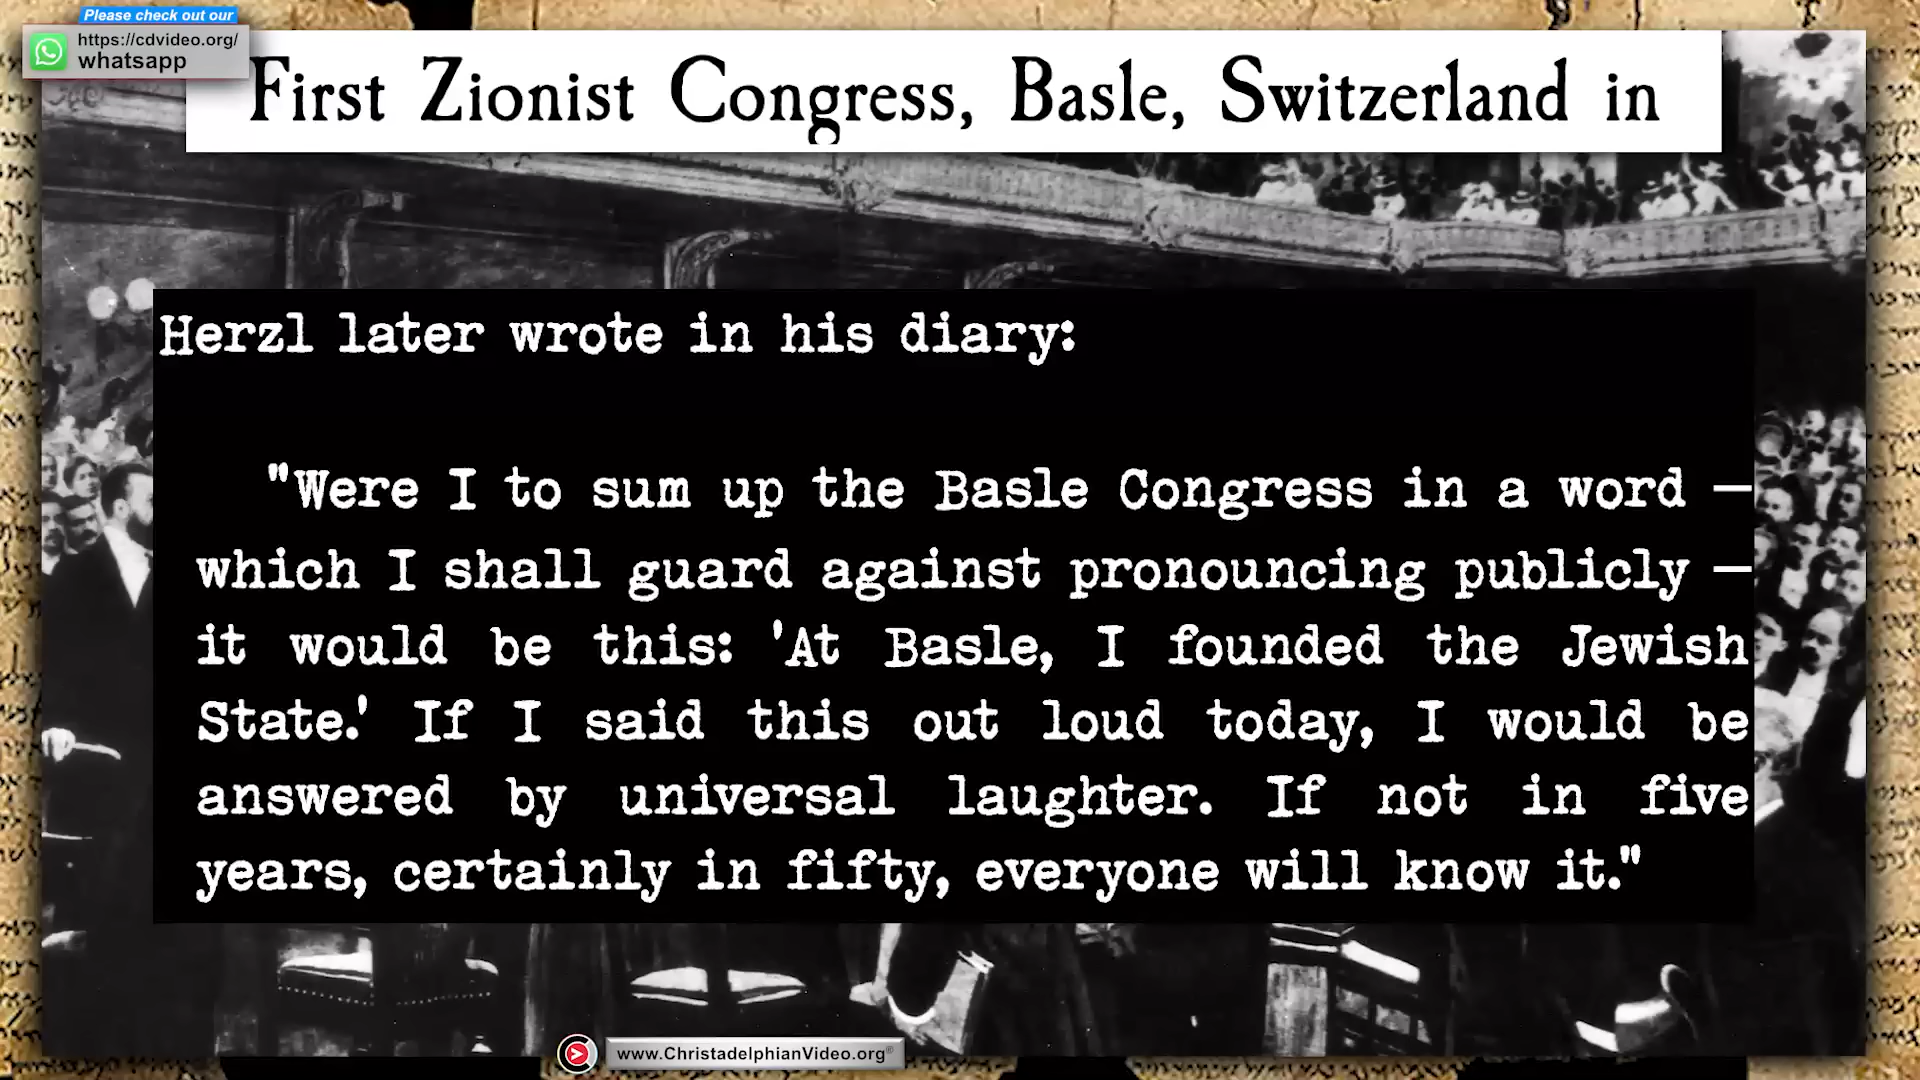 Please check out our
https://cdvideo.org/
whatsapp
First Zionist Congress, Basle, Switzerland in
Herzl later wrote in his diary:
"Were I to sum up the Basle Congress in a word —
which I shall guard against pronouncing publicly —
it would be this: 'At Basle, I founded the Jewish
State.' If I said this out loud today, I would be
answered by universal laughter. If not in five
years, certainly in fifty, everyone will know it."
www.ChristadelphianVideo.org®